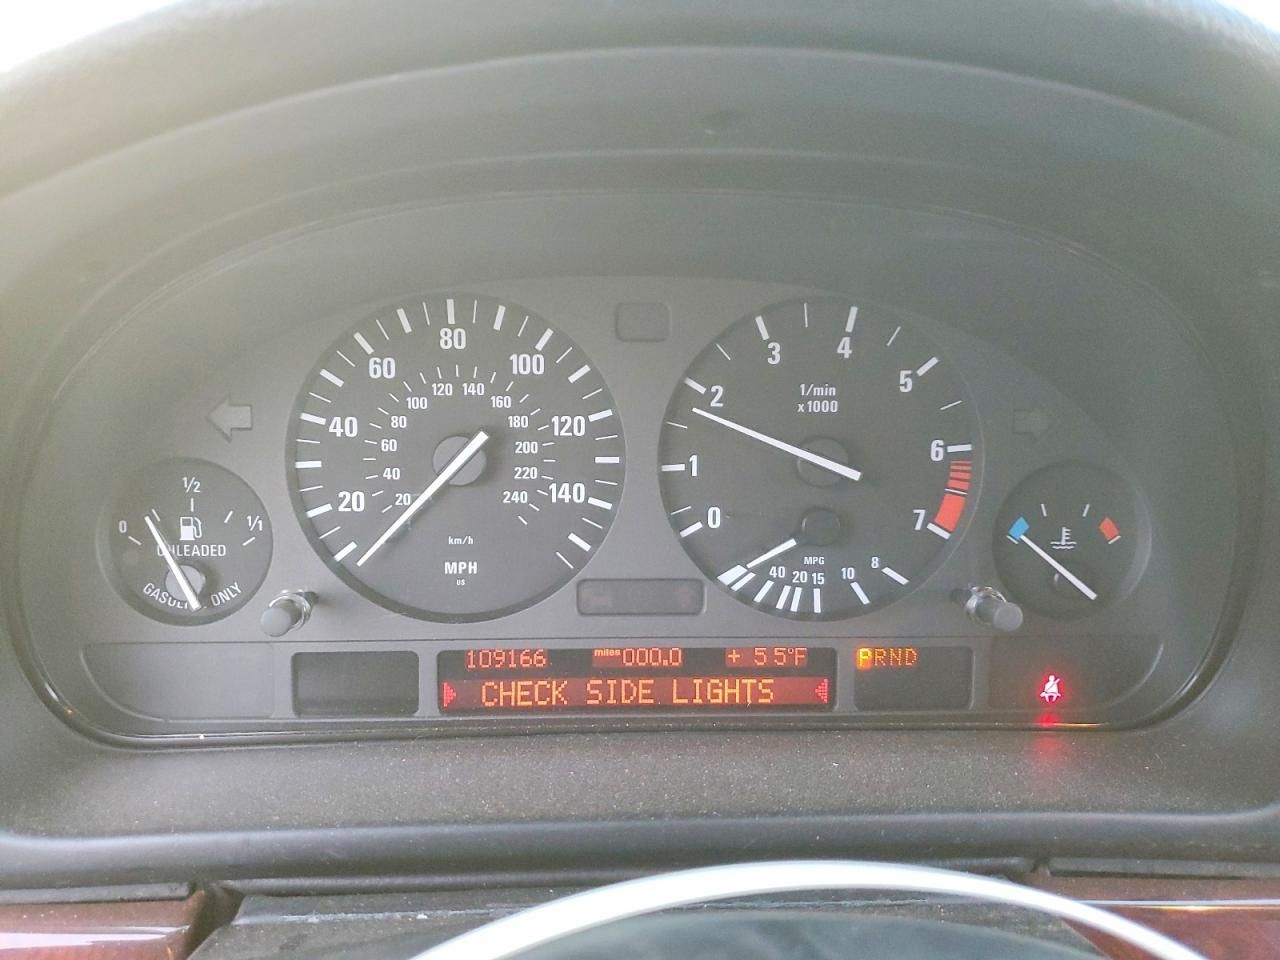 0
1/2
1/1
UNLEADED
GASOLINE ONLY
20
40
60
80
100
120
140
20
40
60
80
100
120
140
160
180
200
220
240
km/h
MPH
US
0
1
2
3
4
5
6
7
1/min
x1000
MPG
40 20 15 10 8
109166 miles 000.0 + 55°F
PRND
CHECK SIDE LIGHTS